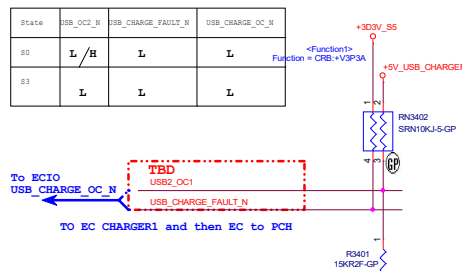 State USB_OC2_N USB_CHARGE_FAULT_N USB_CHARGE_OC_N
S0 L/H L L
S3 L L L
+3D3V_S5
<Function1>
Function = CRB:+V3P3A
+5V_USB_CHARGE
1 2
RN3402
SRN10KJ-5-GP
4 3
GP
TBD
To ECIO
USB_CHARGE_OC_N
USB2_OC1
USB_CHARGE_FAULT_N
TO EC CHARGER1 and then EC to PCH
1
R3401
15KR2F-GP